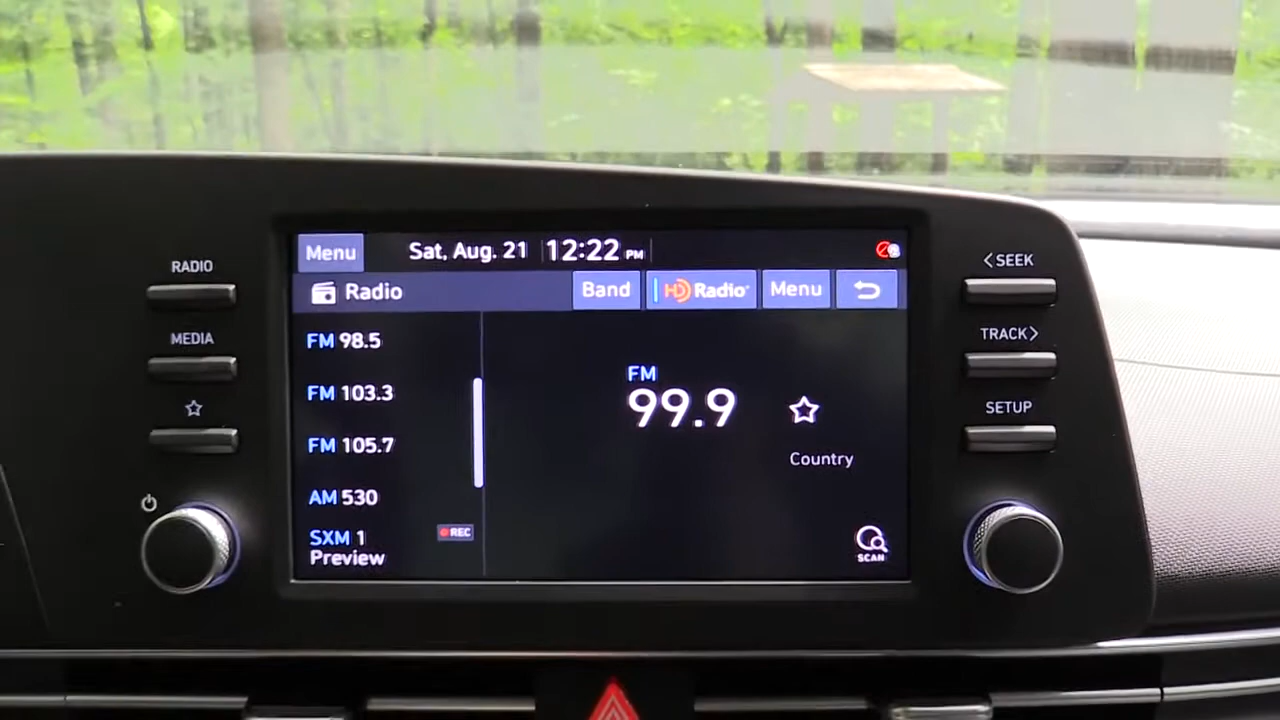 RADIO
MEDIA
Menu
Sat, Aug. 21
12:22 PM
Radio
Band
HD Radio
Menu
FM 98.5
FM 103.3
FM 105.7
AM 530
SXM 1
Preview
REC
FM
99.9
Country
SCAN
<SEEK
TRACK>
SETUP